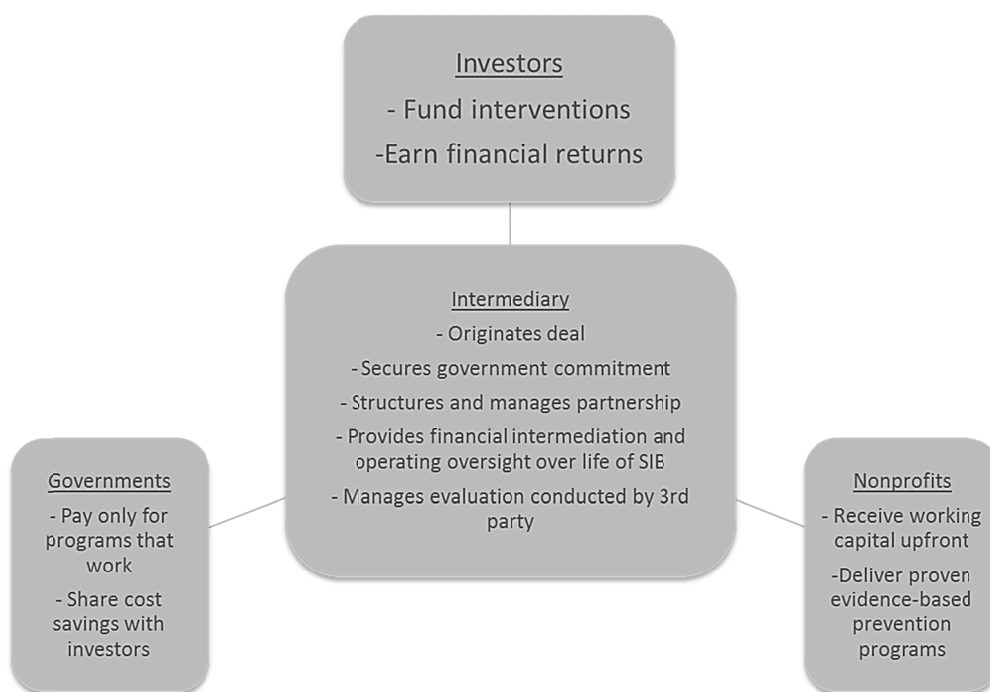 Investors
- Fund interventions
-Earn financial returns
Intermediary
- Originates deal
- Secures government commitment
- Structures and manages partnership
- Provides financial intermediation and
operating oversight over life of SIB
- Manages evaluation conducted by 3rd
party
Governments
- Pay only for
programs that
work
- Share cost
savings with
investors
Nonprofits
- Receive working
capital upfront
-Deliver proven
evidence-based
prevention
programs